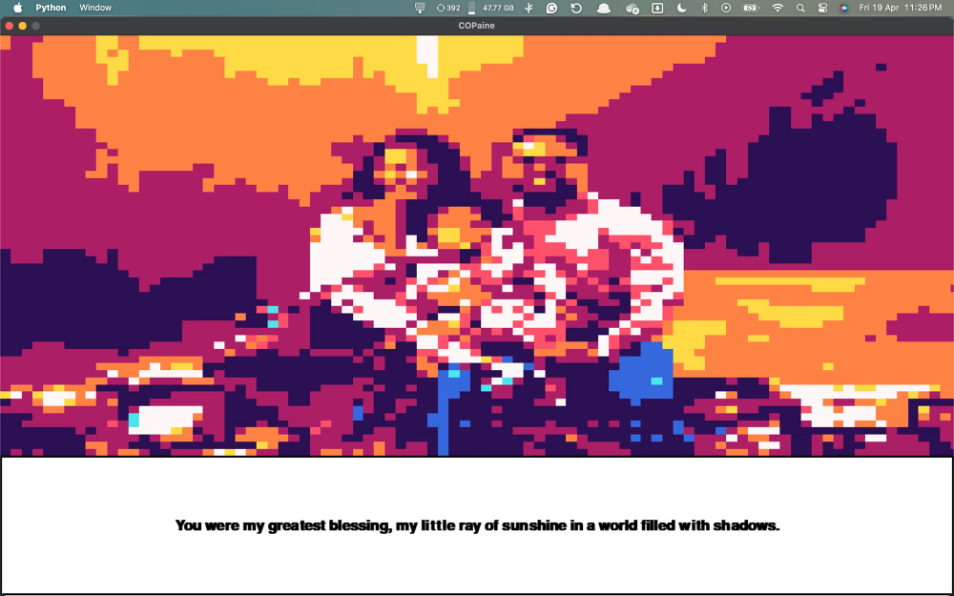 Python Window 392 47.77 GB Fri 19 Apr 11:26 PM
COPaine
You were my greatest blessing, my little ray of sunshine in a world filled with shadows.